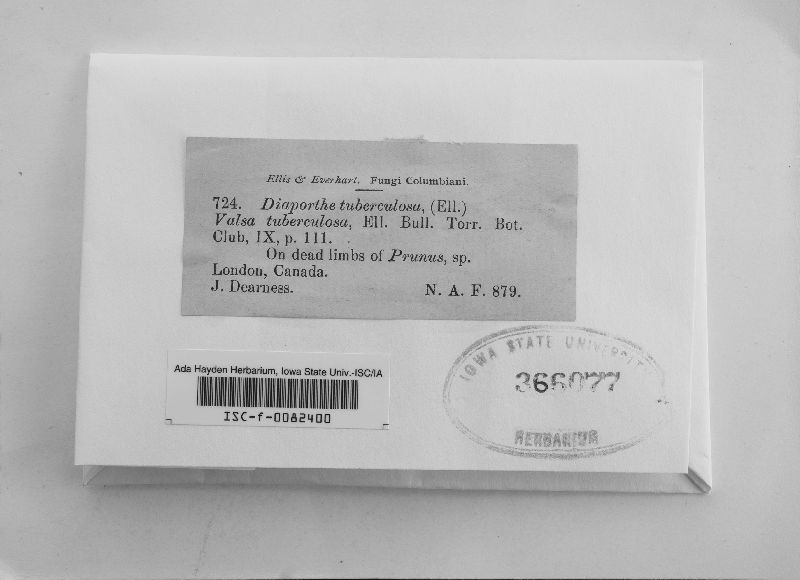 Ellis & Everhart. Fungi Columbiani.
724. Diaporthe tuberculosa, (Ell.)
Valsa tuberculosa, Ell. Bull. Torr. Bot.
Club, IX, p. 111.
On dead limbs of Prunus, sp.
London, Canada.
J. Dearness. N. A. F. 879.
Ada Hayden Herbarium, Iowa State Univ.-ISC/IA
ISC-f-0082400
IOWA STATE UNIVERSITY
366077
HERBARIUM